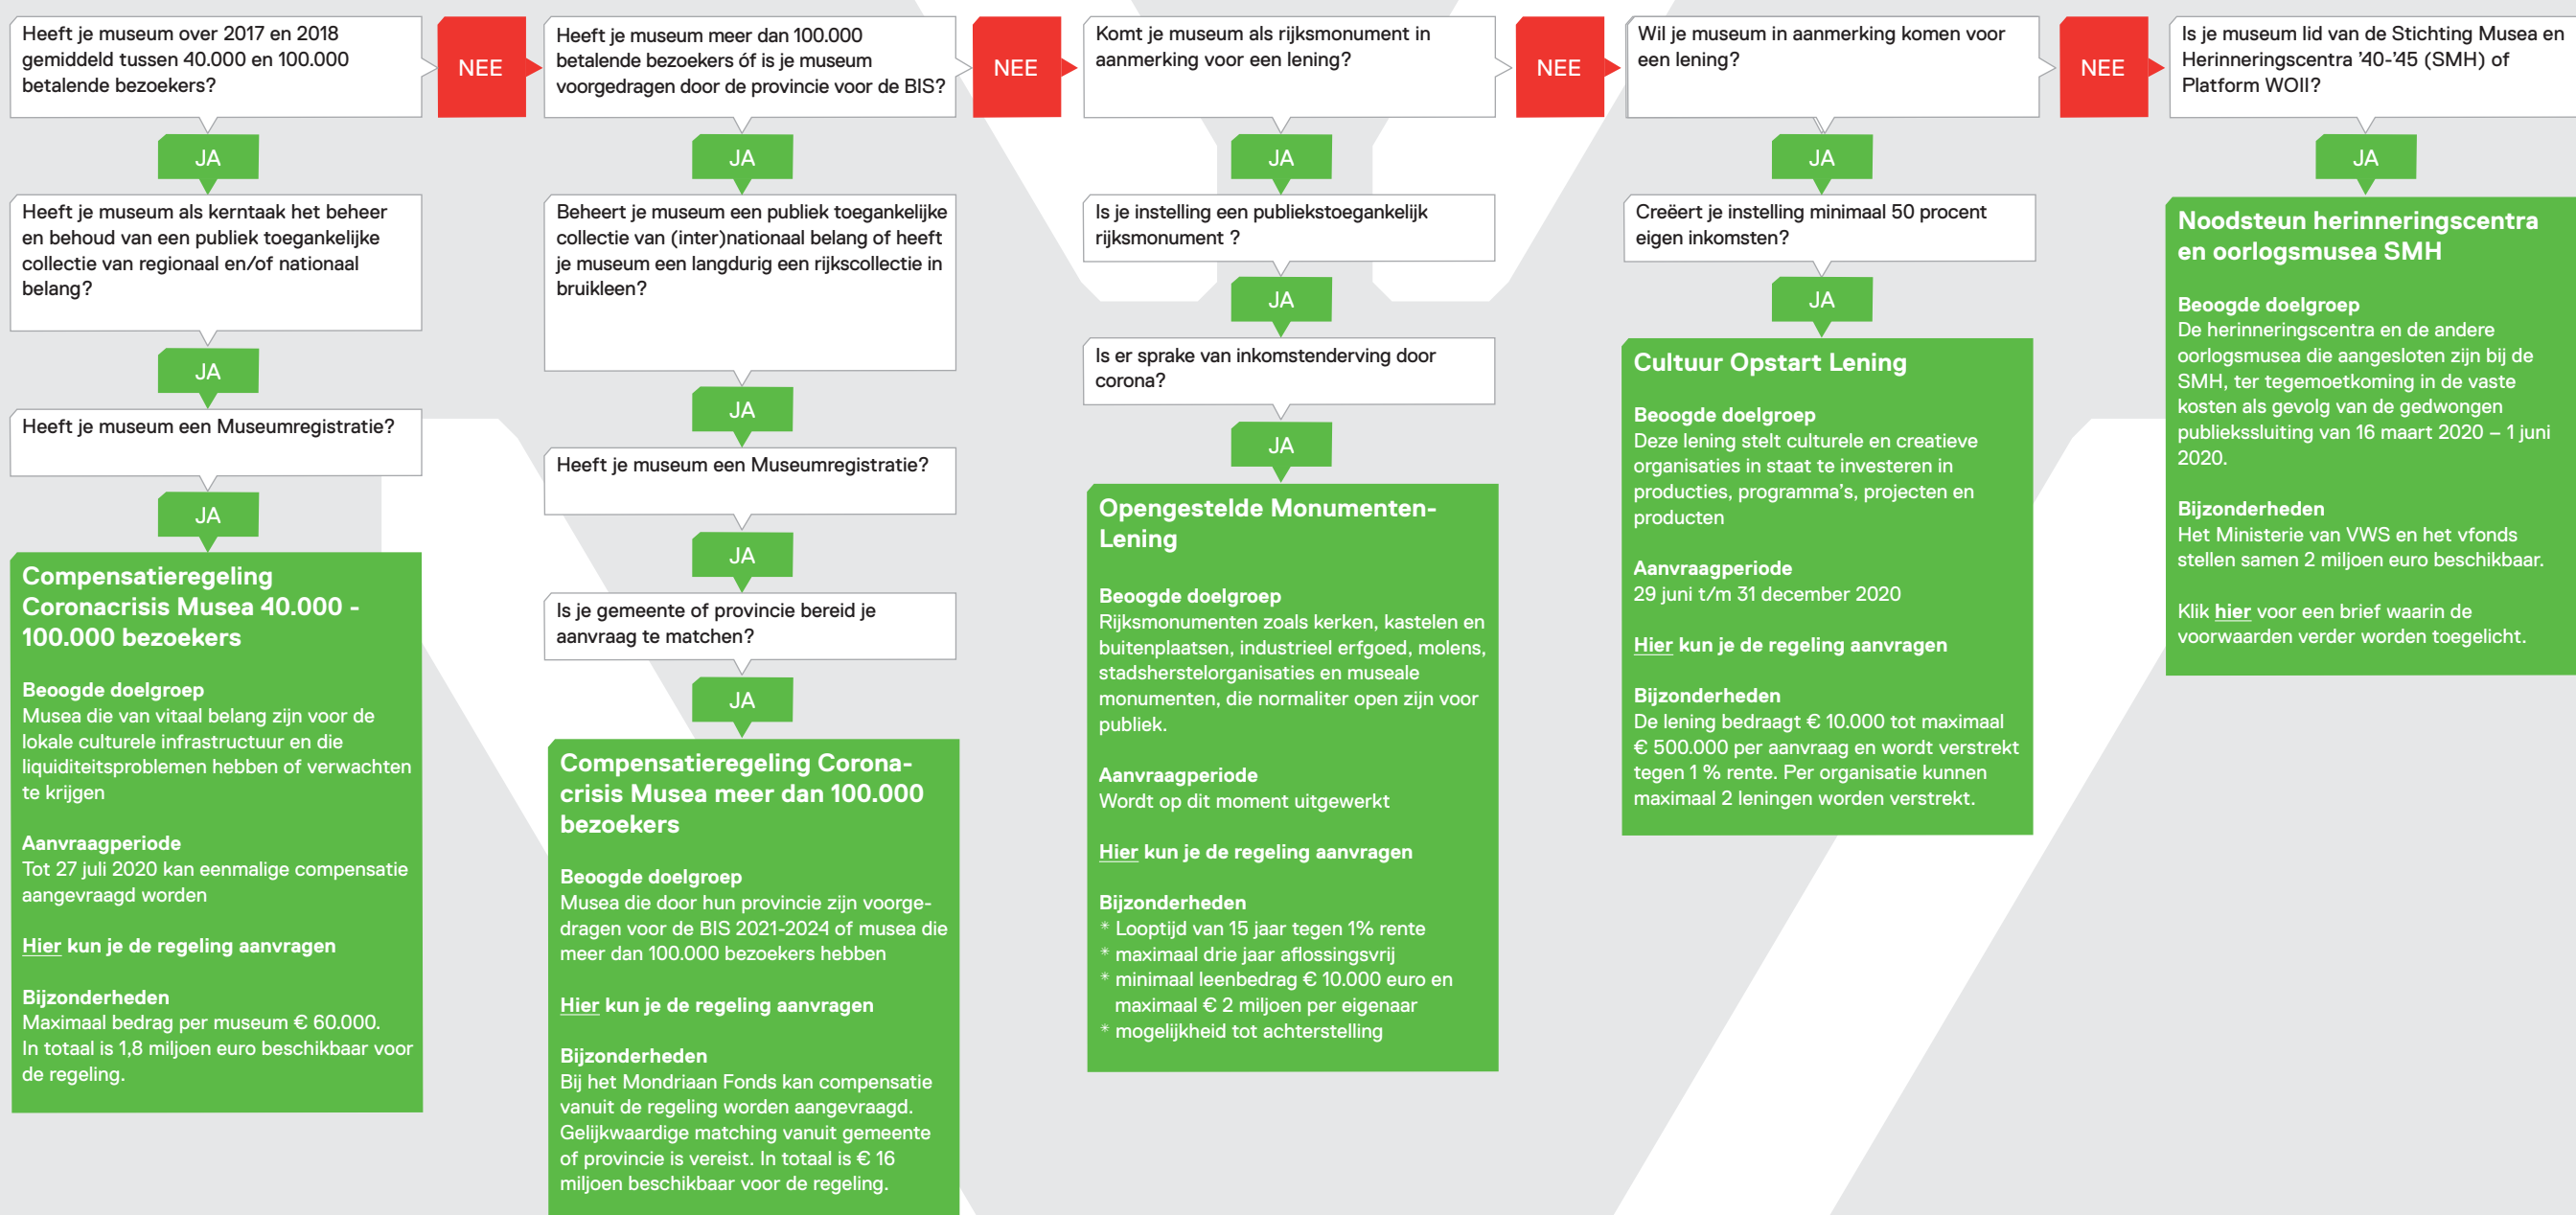 Heeft je museum over 2017 en 2018
gemiddeld tussen 40.000 en 100.000
betalende bezoekers?
NEE
JA
Heeft je museum als kerntaak het beheer
en behoud van een publiek toegankelijke
collectie van regionaal en/of nationaal
belang?
JA
Heeft je museum een Museumregistratie?
JA
Compensatieregeling
Coronacrisis Musea 40.000 -
100.000 bezoekers
Beoogde doelgroep
Musea die van vitaal belang zijn voor de
lokale culturele infrastructuur en die
liquiditeitsproblemen hebben of verwachten
te krijgen
Aanvraagperiode
Tot 27 juli 2020 kan eenmalige compensatie
aangevraagd worden
Hier kun je de regeling aanvragen
Bijzonderheden
Maximaal bedrag per museum € 60.000.
In totaal is 1,8 miljoen euro beschikbaar voor
de regeling.
Heeft je museum meer dan 100.000
betalende bezoekers óf is je museum
voorgedragen door de provincie voor de BIS?
NEE
JA
Beheert je museum een publiek toegankelijke
collectie van (inter)nationaal belang of heeft
je museum een langdurig een rijkscollectie in
bruikleen?
JA
Heeft je museum een Museumregistratie?
JA
Is je gemeente of provincie bereid je
aanvraag te matchen?
JA
Compensatieregeling Corona-
crisis Musea meer dan 100.000
bezoekers
Beoogde doelgroep
Musea die door hun provincie zijn voorge-
dragen voor de BIS 2021-2024 of musea die
meer dan 100.000 bezoekers hebben
Hier kun je de regeling aanvragen
Bijzonderheden
Bij het Mondriaan Fonds kan compensatie
vanuit de regeling worden aangevraagd.
Gelijkwaardige matching vanuit gemeente
of provincie is vereist. In totaal is € 16
miljoen beschikbaar voor de regeling.
Komt je museum als rijksmonument in
aanmerking voor een lening?
NEE
JA
Is je instelling een publiekstoegankelijk
rijksmonument ?
JA
Is er sprake van inkomstenderving door
corona?
JA
Opengestelde Monumenten-
Lening
Beoogde doelgroep
Rijksmonumenten zoals kerken, kastelen en
buitenplaatsen, industrieel erfgoed, molens,
stadsherstelorganisaties en museale
monumenten, die normaliter open zijn voor
publiek.
Aanvraagperiode
Wordt op dit moment uitgewerkt
Hier kun je de regeling aanvragen
Bijzonderheden
* Looptijd van 15 jaar tegen 1% rente
* maximaal drie jaar aflossingsvrij
* minimaal leenbedrag € 10.000 euro en
maximaal € 2 miljoen per eigenaar
* mogelijkheid tot achterstelling
Wil je museum in aanmerking komen voor
een lening?
NEE
JA
Creëert je instelling minimaal 50 procent
eigen inkomsten?
JA
Cultuur Opstart Lening
Beoogde doelgroep
Deze lening stelt culturele en creatieve
organisaties in staat te investeren in
producties, programma's, projecten en
producten
Aanvraagperiode
29 juni t/m 31 december 2020
Hier kun je de regeling aanvragen
Bijzonderheden
De lening bedraagt € 10.000 tot maximaal
€ 500.000 per aanvraag en wordt verstrekt
tegen 1 % rente. Per organisatie kunnen
maximaal 2 leningen worden verstrekt.
Is je museum lid van de Stichting Musea en
Herinneringscentra '40-'45 (SMH) of
Platform WOII?
JA
Noodsteun herinneringscentra
en oorlogsmusea SMH
Beoogde doelgroep
De herinneringscentra en de andere
oorlogsmusea die aangesloten zijn bij de
SMH, ter tegemoetkoming in de vaste
kosten als gevolg van de gedwongen
publiekssluiting van 16 maart 2020 – 1 juni
2020.
Bijzonderheden
Het Ministerie van VWS en het vfonds
stellen samen 2 miljoen euro beschikbaar.
Klik hier voor een brief waarin de
voorwaarden verder worden toegelicht.